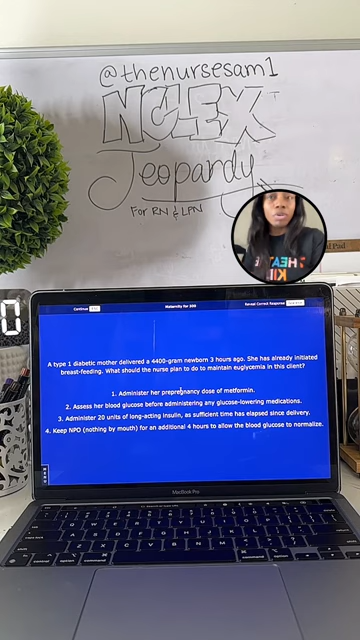 @thenursesam1
NCLEX
Jeopardy
For RN & LPN
Continue
Maternity for 300
Reveal Correct Response
A type 1 diabetic mother delivered a 4400-gram newborn 3 hours ago. She has already initiated
breast-feeding. What should the nurse plan to do to maintain euglycemia in this client?
1. Administer her prepregnancy dose of metformin.
2. Assess her blood glucose before administering any glucose-lowering medications.
3. Administer 20 units of long-acting insulin, as sufficient time has elapsed since delivery.
4. Keep NPO (nothing by mouth) for an additional 4 hours to allow the blood glucose to normalize.
MacBook Pro